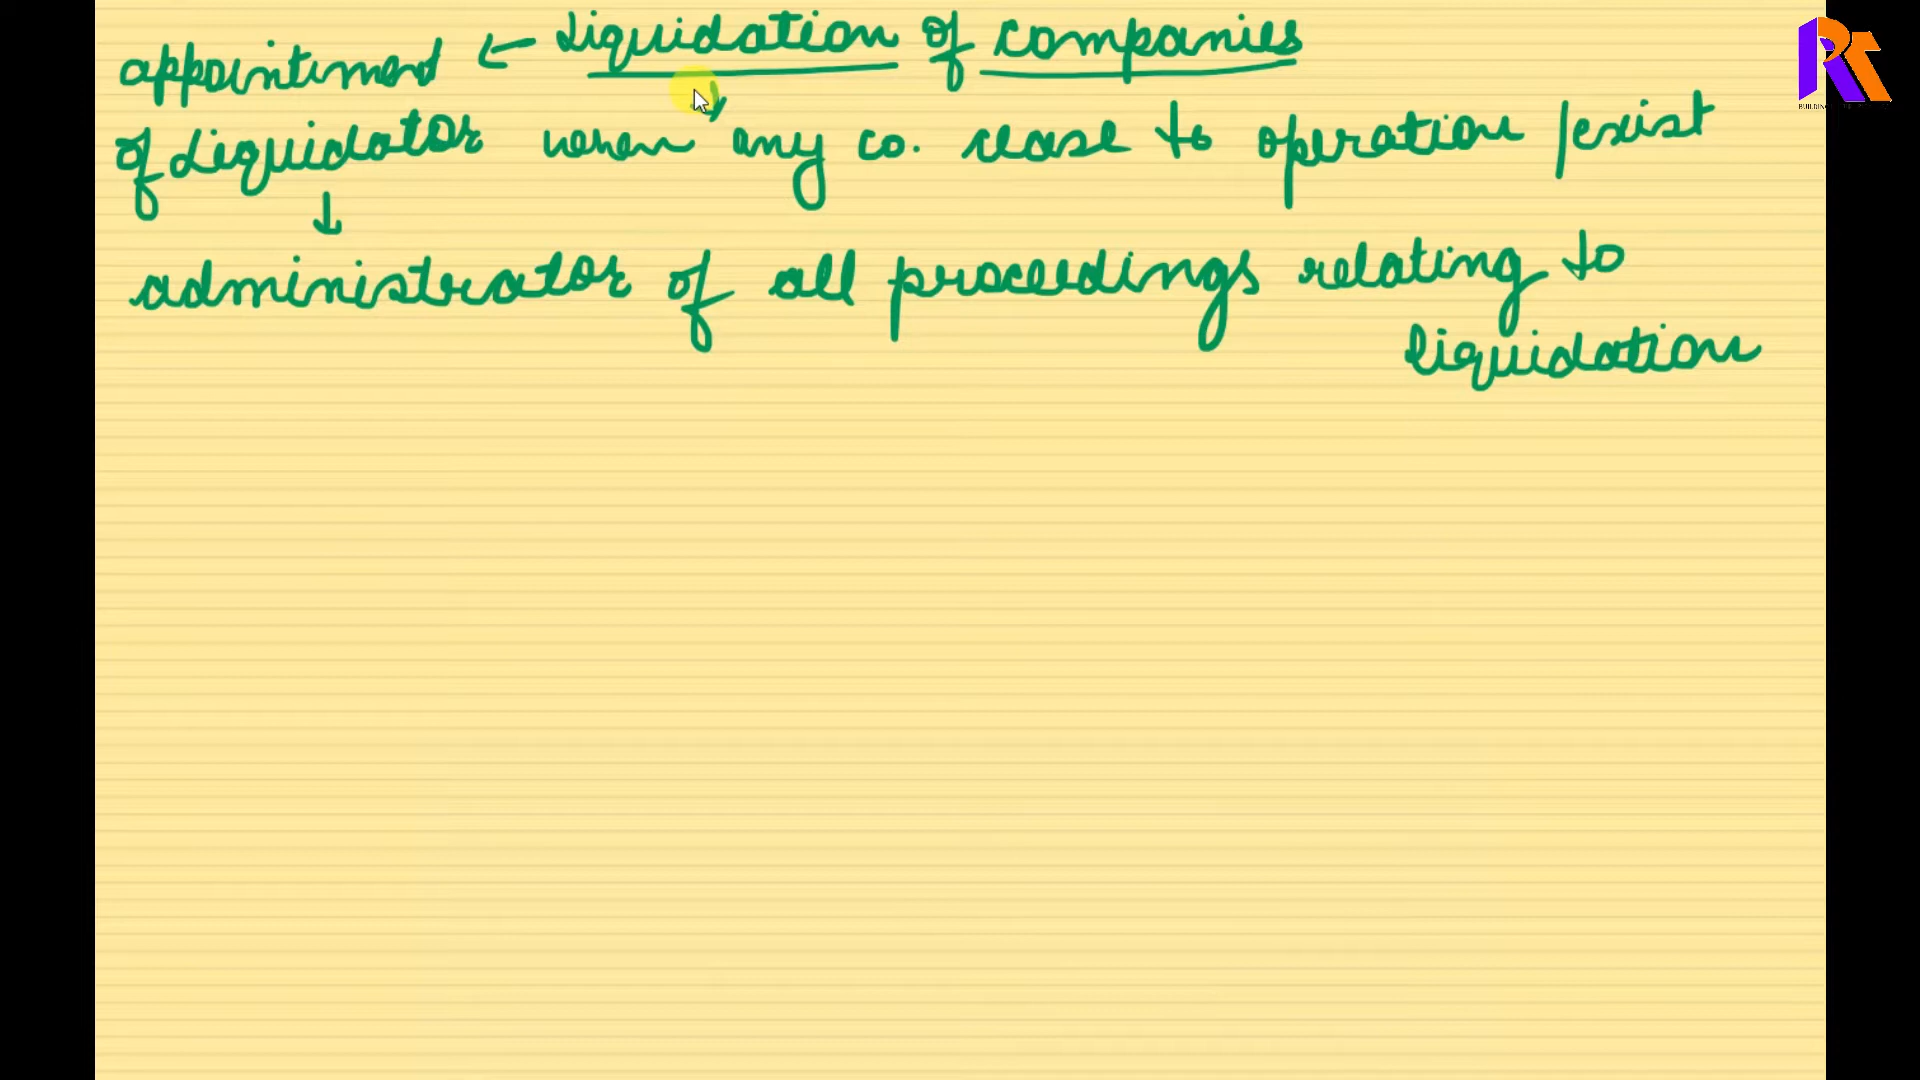 Liquidation of companies
appointment ←
of Liquidator
↓
when any co. cease to operation / exist
administrator of all proceedings relating to
liquidation